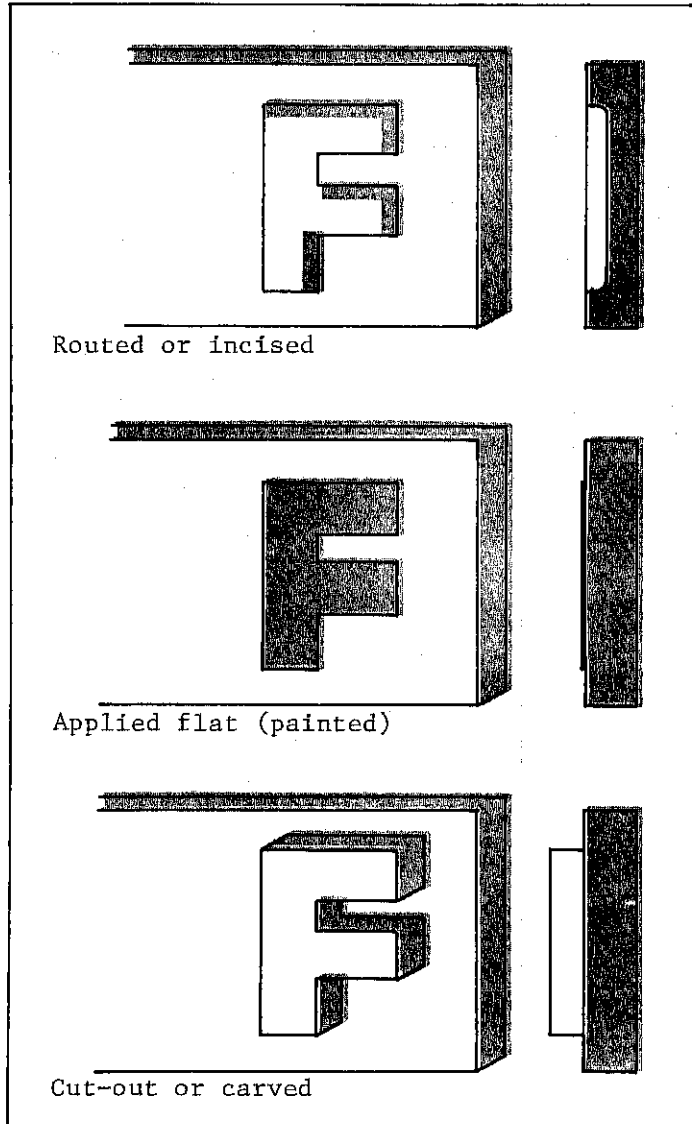 F
Routed or incised
F
Applied flat (painted)
F
Cut-out or carved